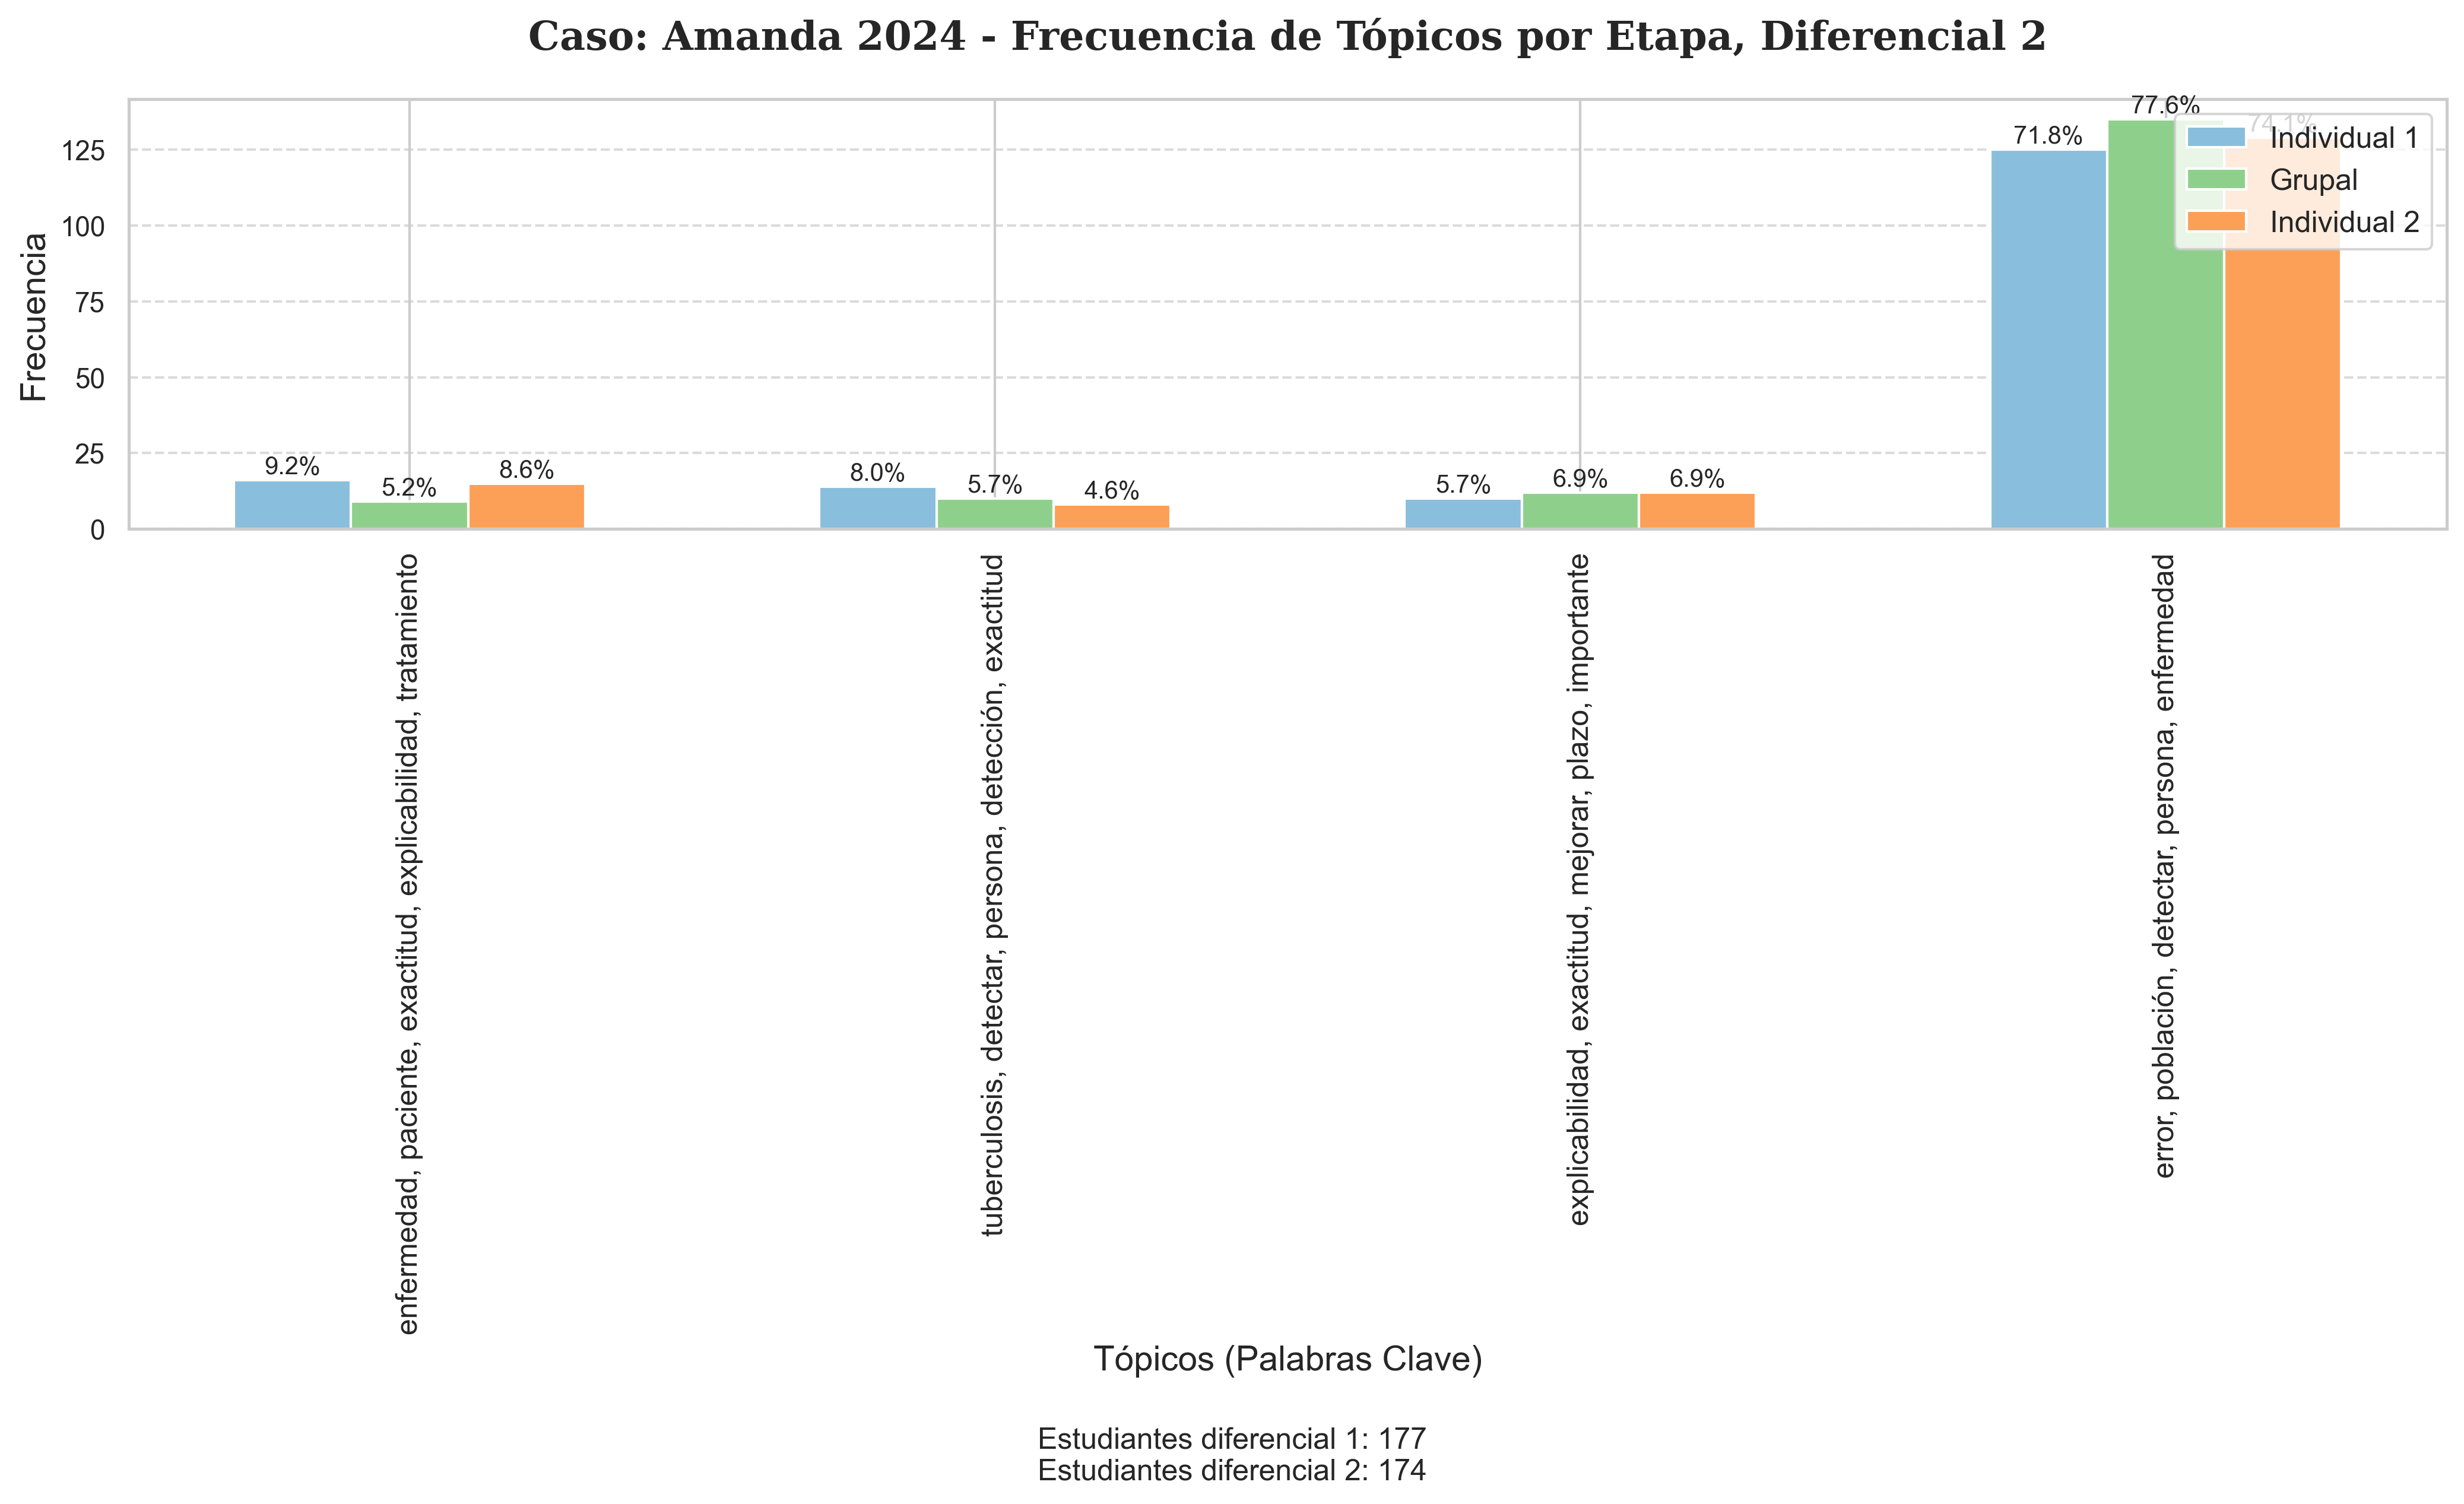 Caso: Amanda 2024 - Frecuencia de Tópicos por Etapa, Diferencial 2
77.6%
71.8%
74.1%
Individual 1
Grupal
Individual 2
125
100
75
50
25
0
Frecuencia
9.2%
5.2%
8.6%
8.0%
5.7%
4.6%
5.7%
6.9%
6.9%
enfermedad, paciente, exactitud, explicabilidad, tratamiento
tuberculosis, detectar, persona, detección, exactitud
explicabilidad, exactitud, mejorar, plazo, importante
error, población, detectar, persona, enfermedad
Tópicos (Palabras Clave)
Estudiantes diferencial 1: 177
Estudiantes diferencial 2: 174